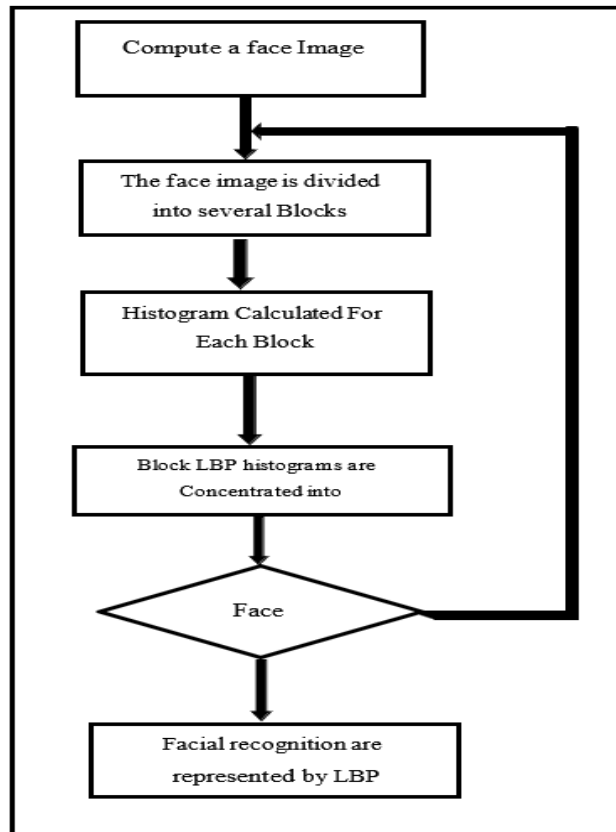 Compute a face Image
The face image is divided
into several Blocks
Histogram Calculated For
Each Block
Block LBP histograms are
Concentrated into
Face
Facial recognition are
represented by LBP